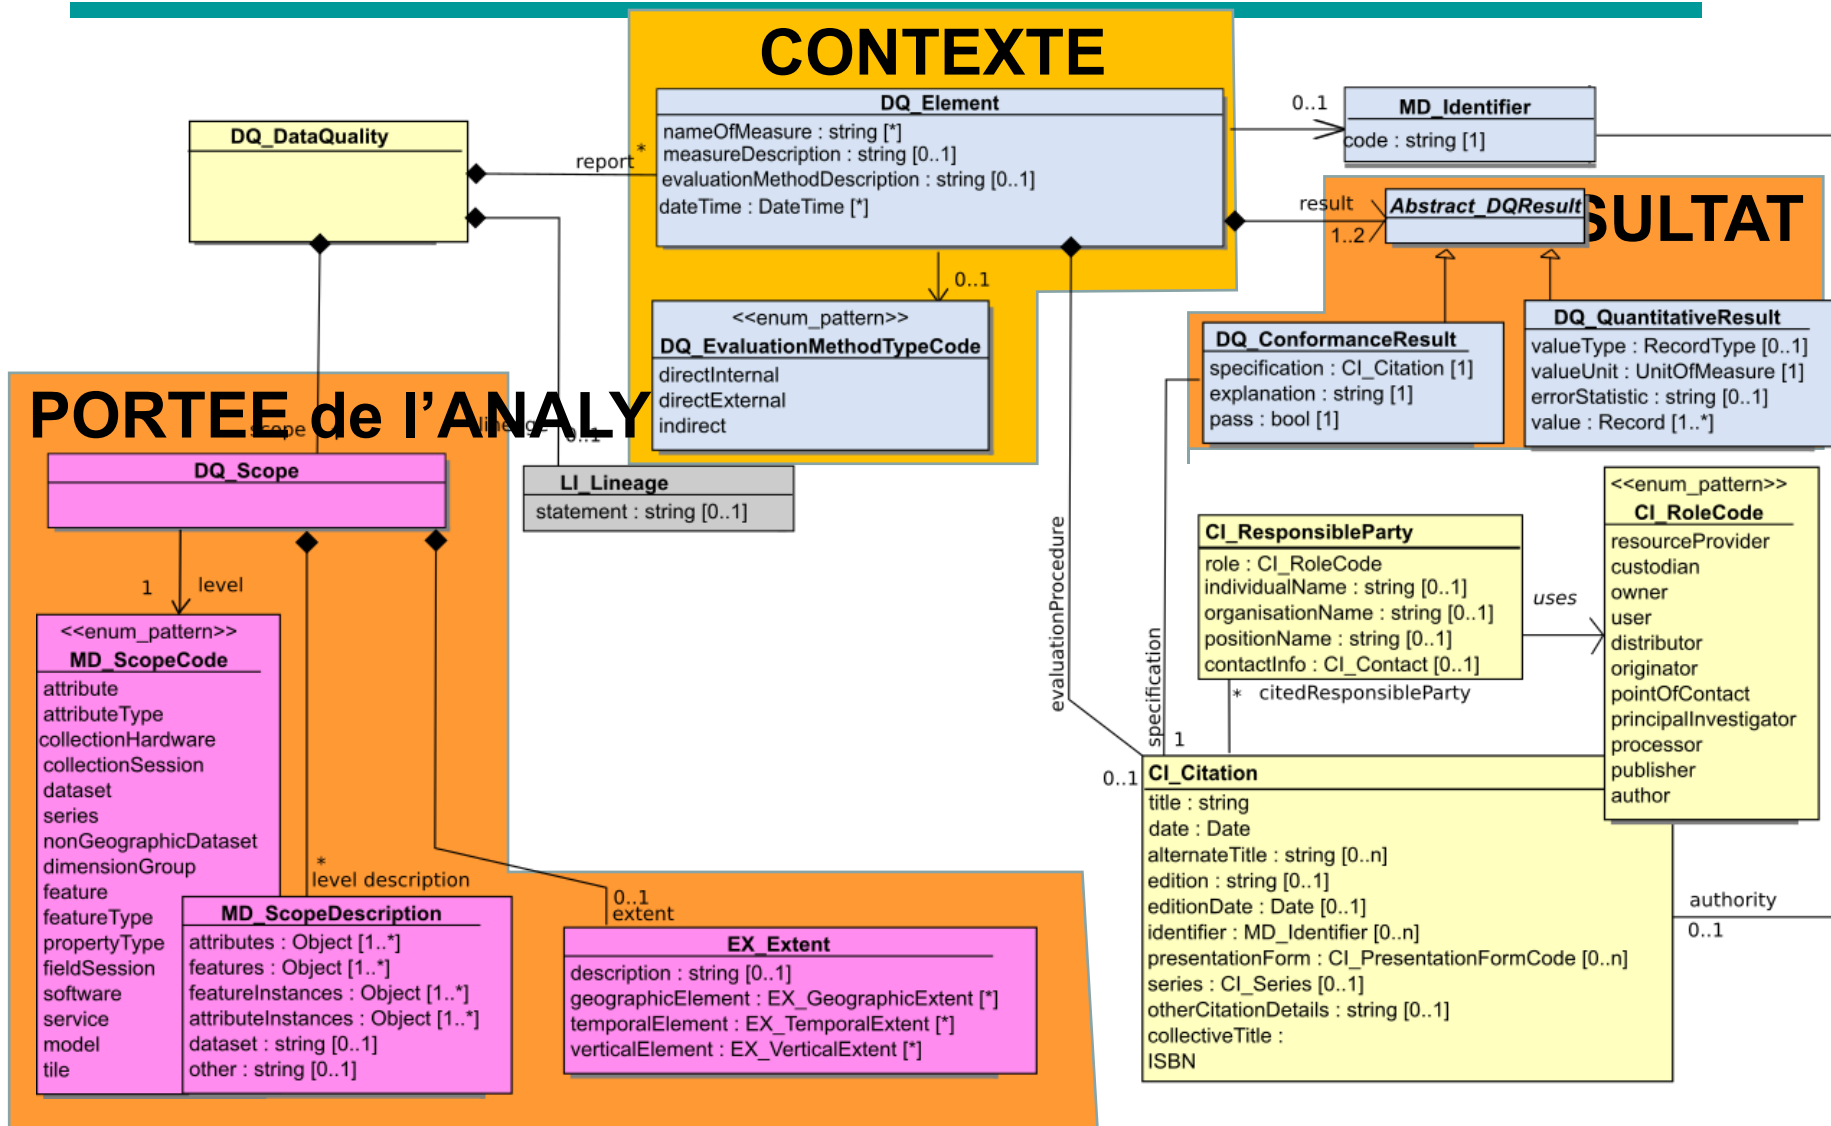 CONTEXTE
DQ_Element
nameOfMeasure : string [*]
measureDescription : string [0..1]
evaluationMethodDescription : string [0..1]
dateTime : DateTime [*]
DQ_DataQuality
report
*
0..1
MD_Identifier
code : string [1]
SULTAT
result
1..2
Abstract_DQResult
0..1
<<enum_pattern>>
DQ_EvaluationMethodTypeCode
directInternal
directExternal
indirect
DQ_ConformanceResult
specification : CI_Citation [1]
explanation : string [1]
pass : bool [1]
DQ_QuantitativeResult
valueType : RecordType [0..1]
valueUnit : UnitOfMeasure [1]
errorStatistic : string [0..1]
value : Record [1..*]
PORTEE de l’ANALY
scope
lineage
0..1
DQ_Scope
LI_Lineage
statement : string [0..1]
1
level
<<enum_pattern>>
MD_ScopeCode
attribute
attributeType
collectionHardware
collectionSession
dataset
series
nonGeographicDataset
dimensionGroup
feature
featureType
propertyType
fieldSession
software
service
model
tile
*
level description
MD_ScopeDescription
attributes : Object [1..*]
features : Object [1..*]
featureInstances : Object [1..*]
attributeInstances : Object [1..*]
dataset : string [0..1]
other : string [0..1]
0..1
extent
EX_Extent
description : string [0..1]
geographicElement : EX_GeographicExtent [*]
temporalElement : EX_TemporalExtent [*]
verticalElement : EX_VerticalExtent [*]
evaluationProcedure
0..1
specification
1
CI_ResponsibleParty
role : CI_RoleCode
individualName : string [0..1]
organisationName : string [0..1]
positionName : string [0..1]
contactInfo : CI_Contact [0..1]
* citedResponsibleParty
uses
<<enum_pattern>>
CI_RoleCode
resourceProvider
custodian
owner
user
distributor
originator
pointOfContact
principalInvestigator
processor
publisher
author
CI_Citation
title : string
date : Date
alternateTitle : string [0..n]
edition : string [0..1]
editionDate : Date [0..1]
identifier : MD_Identifier [0..n]
presentationForm : CI_PresentationFormCode [0..n]
series : CI_Series [0..1]
otherCitationDetails : string [0..1]
collectiveTitle :
ISBN
authority
0..1